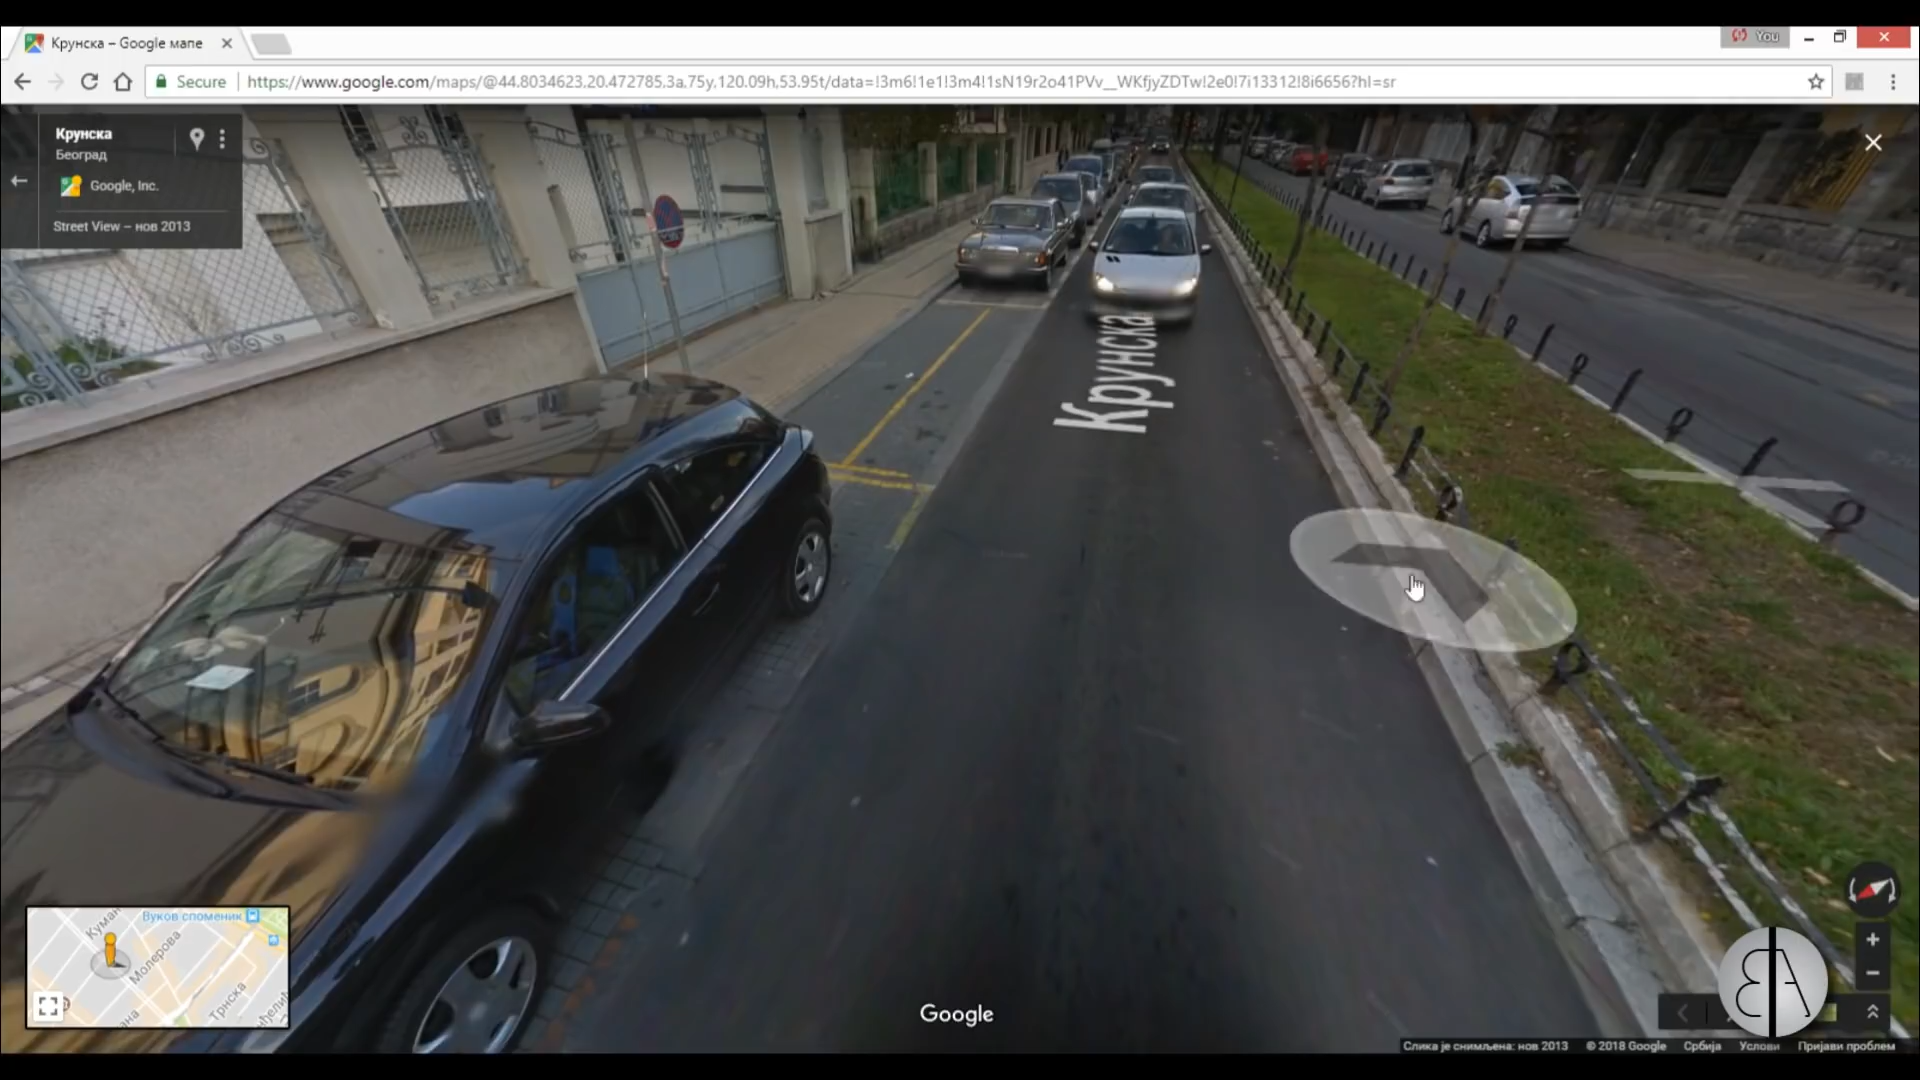 Крунска – Google мапе
You
Secure
https://www.google.com/maps/@44.8034623,20.472785,3a,75y,120.09h,53.95t/data=!3m6!1e1!3m4!1sN19r2o41PVv__WKfjyZDTw!2e0!7i13312!8i6656?hl=sr
Крунска
Београд
Google, Inc.
Street View – нов 2013
Крунска
Вуков споменик
Молерова
Трнска
Google
Слика је снимљена: нов 2013 © 2018 Google Србија Услови Пријави проблем